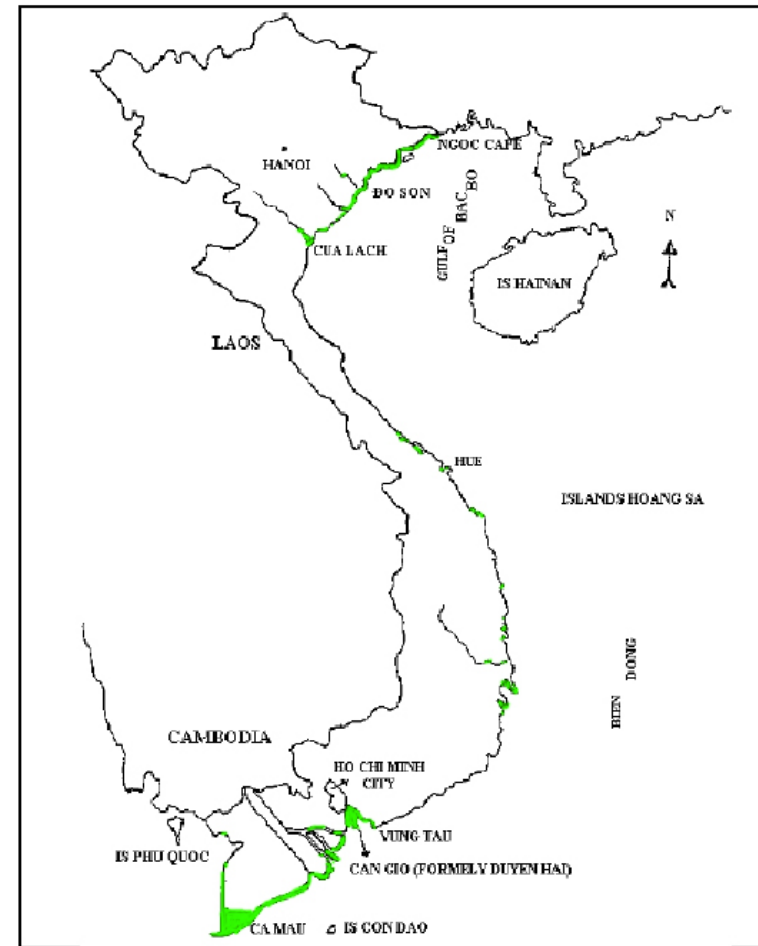 NGOC CAPE
HANOI
DO SON
GULF OF BAC BO
N
CUA LACH
IS HAINAN
LAOS
HUE
ISLANDS HOANG SA
BIEN DONG
CAMBODIA
HO CHI MINH
CITY
VUNG TAU
IS PHU QUOC
CAN GIO (FORMELY DUYEN HAI)
CA MAU
IS CON DAO